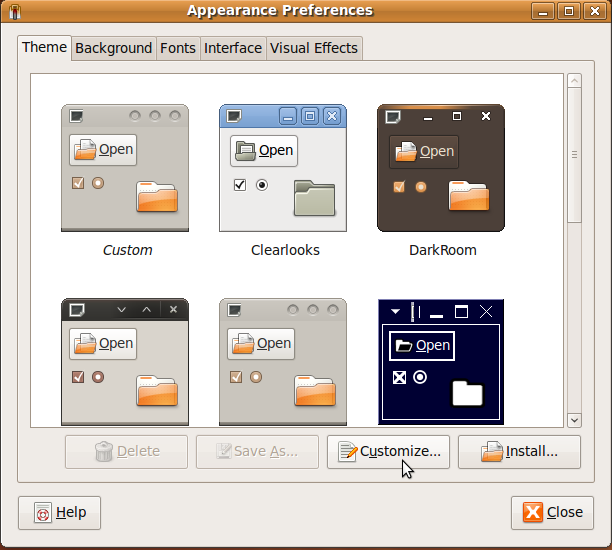 Appearance Preferences
Theme Background Fonts Interface Visual Effects
Open Open Open
Custom Clearlooks DarkRoom
Open Open Open
Delete Save As... Customize... Install...
Help Close